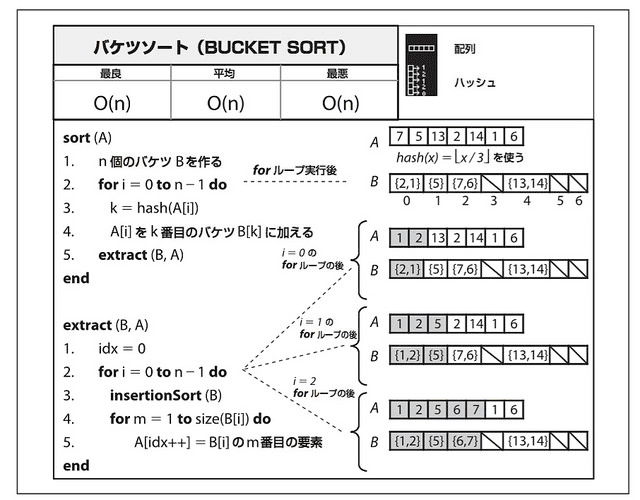 バケツソート（BUCKET SORT）
最良 平均 最悪
O(n) O(n) O(n)
配列
ハッシュ
sort (A)
1. n 個のバケツ B を作る
2. for i = 0 to n − 1 do
3. k = hash(A[i])
4. A[i] を k 番目のバケツ B[k] に加える
5. extract (B, A)
end
extract (B, A)
1. idx = 0
2. for i = 0 to n − 1 do
3. insertionSort (B)
4. for m = 1 to size(B[i]) do
5. A[idx++] = B[i] の m 番目の要素
end
for ループ実行後
A 7 5 13 2 14 1 6
hash(x) = ⌊x / 3⌋ を使う
B {2,1} {5} {7,6} {13,14}
0 1 2 3 4 5 6
i = 0 の
for ループの後
A 1 2 13 2 14 1 6
B {2,1} {5} {7,6} {13,14}
i = 1 の
for ループの後
A 1 2 5 2 14 1 6
B {1,2} {5} {7,6} {13,14}
i = 2
for ループの後
A 1 2 5 6 7 1 6
B {1,2} {5} {6,7} {13,14}